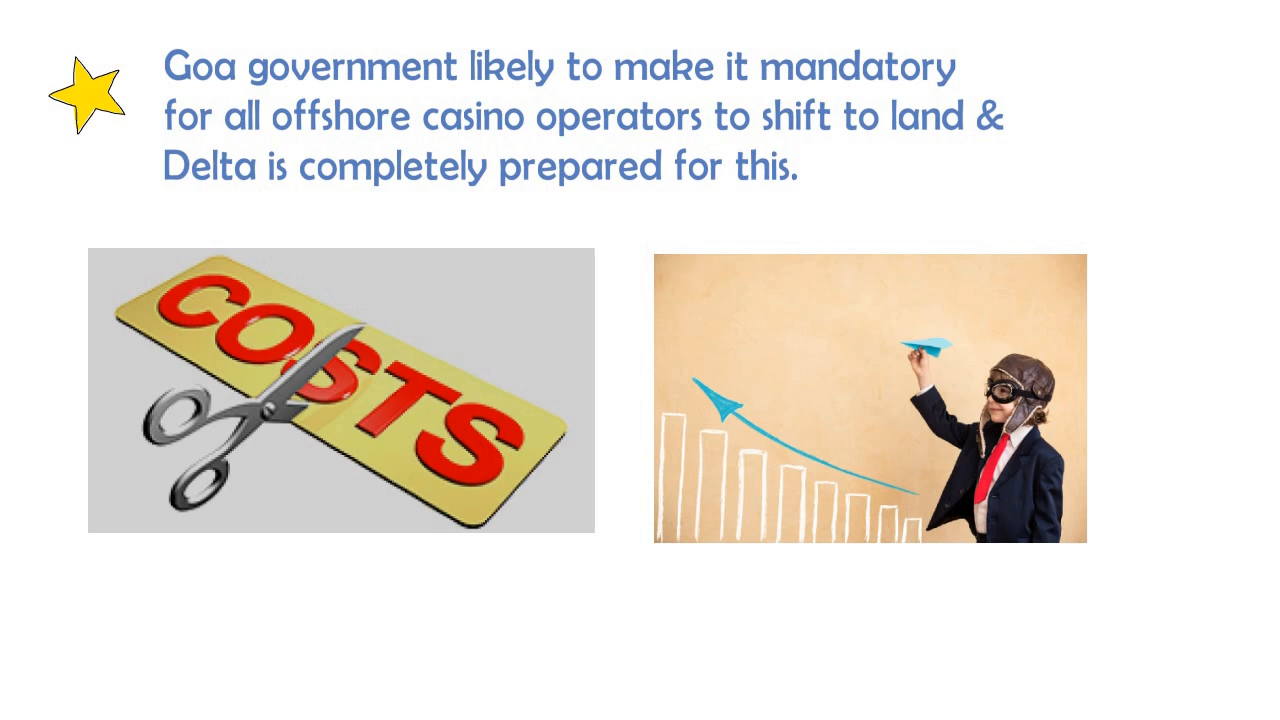 Goa government likely to make it mandatory
for all offshore casino operators to shift to land &
Delta is completely prepared for this.
COSTS